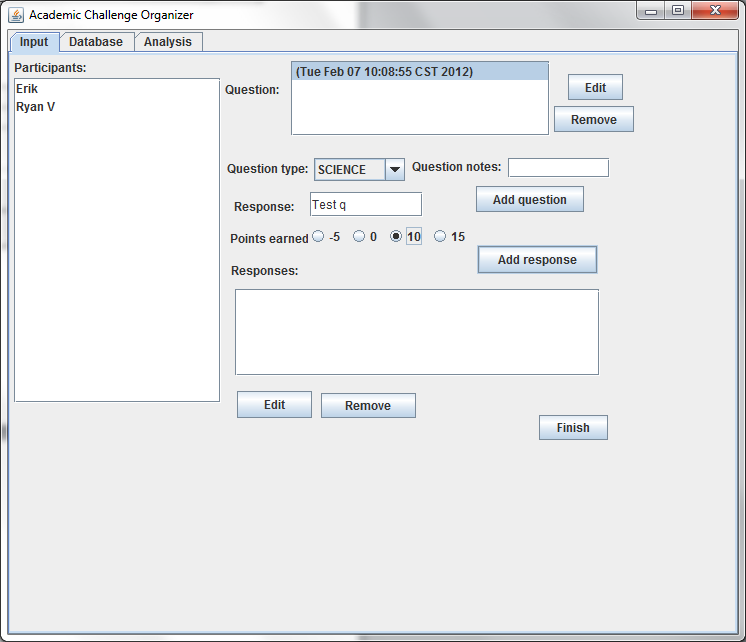 Academic Challenge Organizer
Input Database Analysis
Participants:
Erik
Ryan V
Question:
(Tue Feb 07 10:08:55 CST 2012)
Edit
Remove
Question type: SCIENCE Question notes:
Response: Test q Add question
Points earned -5 0 10 15
Add response
Responses:
Edit Remove
Finish